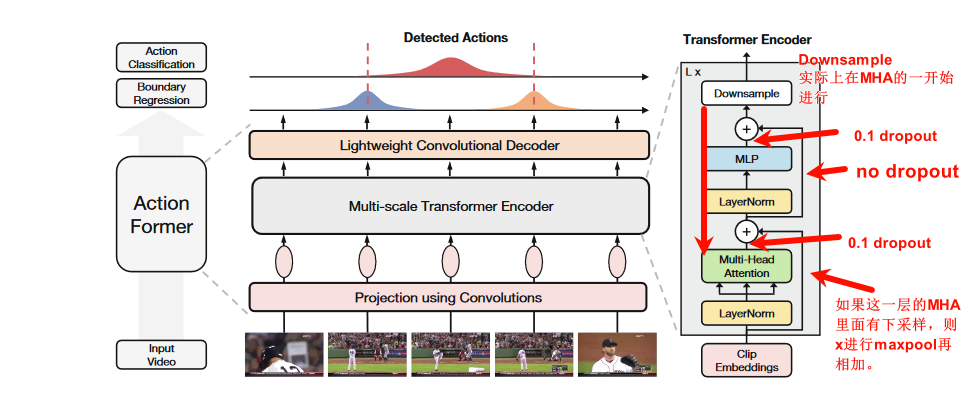 Action
Classification
Boundary
Regression
Action
Former
Input
Video
Detected Actions
Lightweight Convolutional Decoder
Multi-scale Transformer Encoder
Projection using Convolutions
Transformer Encoder
L x
Downsample
MLP
LayerNorm
Multi-Head
Attention
LayerNorm
Clip
Embeddings
Downsample
实际上在MHA的一开始
进行
0.1 dropout
no dropout
0.1 dropout
如果这一层的MHA
里面有下采样，则
x进行maxpool再
相加。